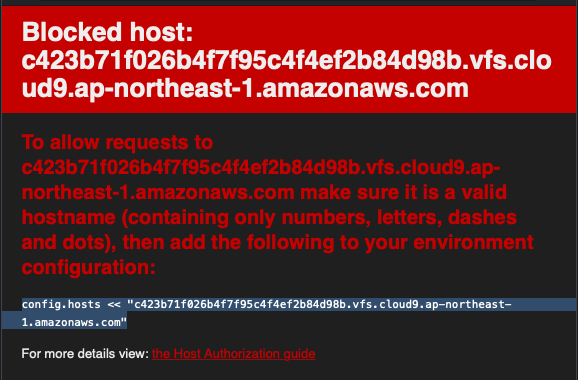 Blocked host:
c423b71f026b4f7f95c4f4ef2b84d98b.vfs.clo
ud9.ap-northeast-1.amazonaws.com
To allow requests to
c423b71f026b4f7f95c4f4ef2b84d98b.vfs.cloud9.ap-
northeast-1.amazonaws.com make sure it is a valid
hostname (containing only numbers, letters, dashes
and dots), then add the following to your environment
configuration:
config.hosts << "c423b71f026b4f7f95c4f4ef2b84d98b.vfs.cloud9.ap-northeast-
1.amazonaws.com"
For more details view: the Host Authorization guide